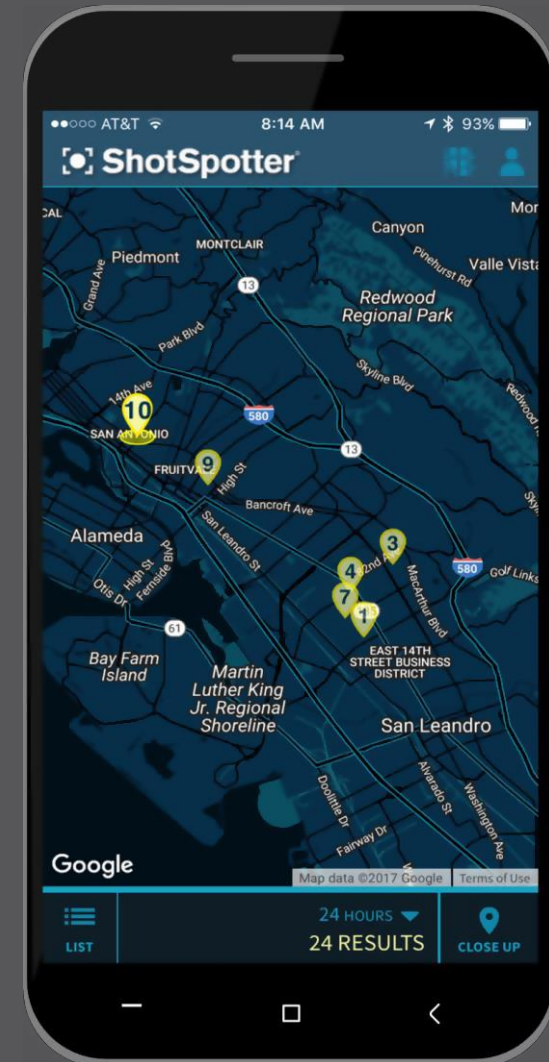 AT&T 8:14 AM 93%
ShotSpotter
CAL
Mor
Canyon
MONTCLAIR
Piedmont
Pinehurst Rd
Valle Vista
Grand Ave
13
Redwood
Regional Park
Park Blvd
Skyline Blvd
Redwood
14th Ave
10
580
SAN ANTONIO
13
FRUITVALE
9
High St
Sky
Bancroft Ave
Alameda
San Leandro St
3
High St
Fernside Blvd
4
580
Golf Links
Otis Dr
7
MacArthur Blvd
1
61
EAST 14TH
STREET BUSINESS
DISTRICT
Bay Farm
Island
Martin
Luther King
Jr. Regional
Shoreline
San Leandro
Doolittle Dr
Alvarado St
Washington Ave
Fairway Dr
Google
Map data ©2017 Google
Terms of Use
LIST
24 HOURS
24 RESULTS
CLOSE UP